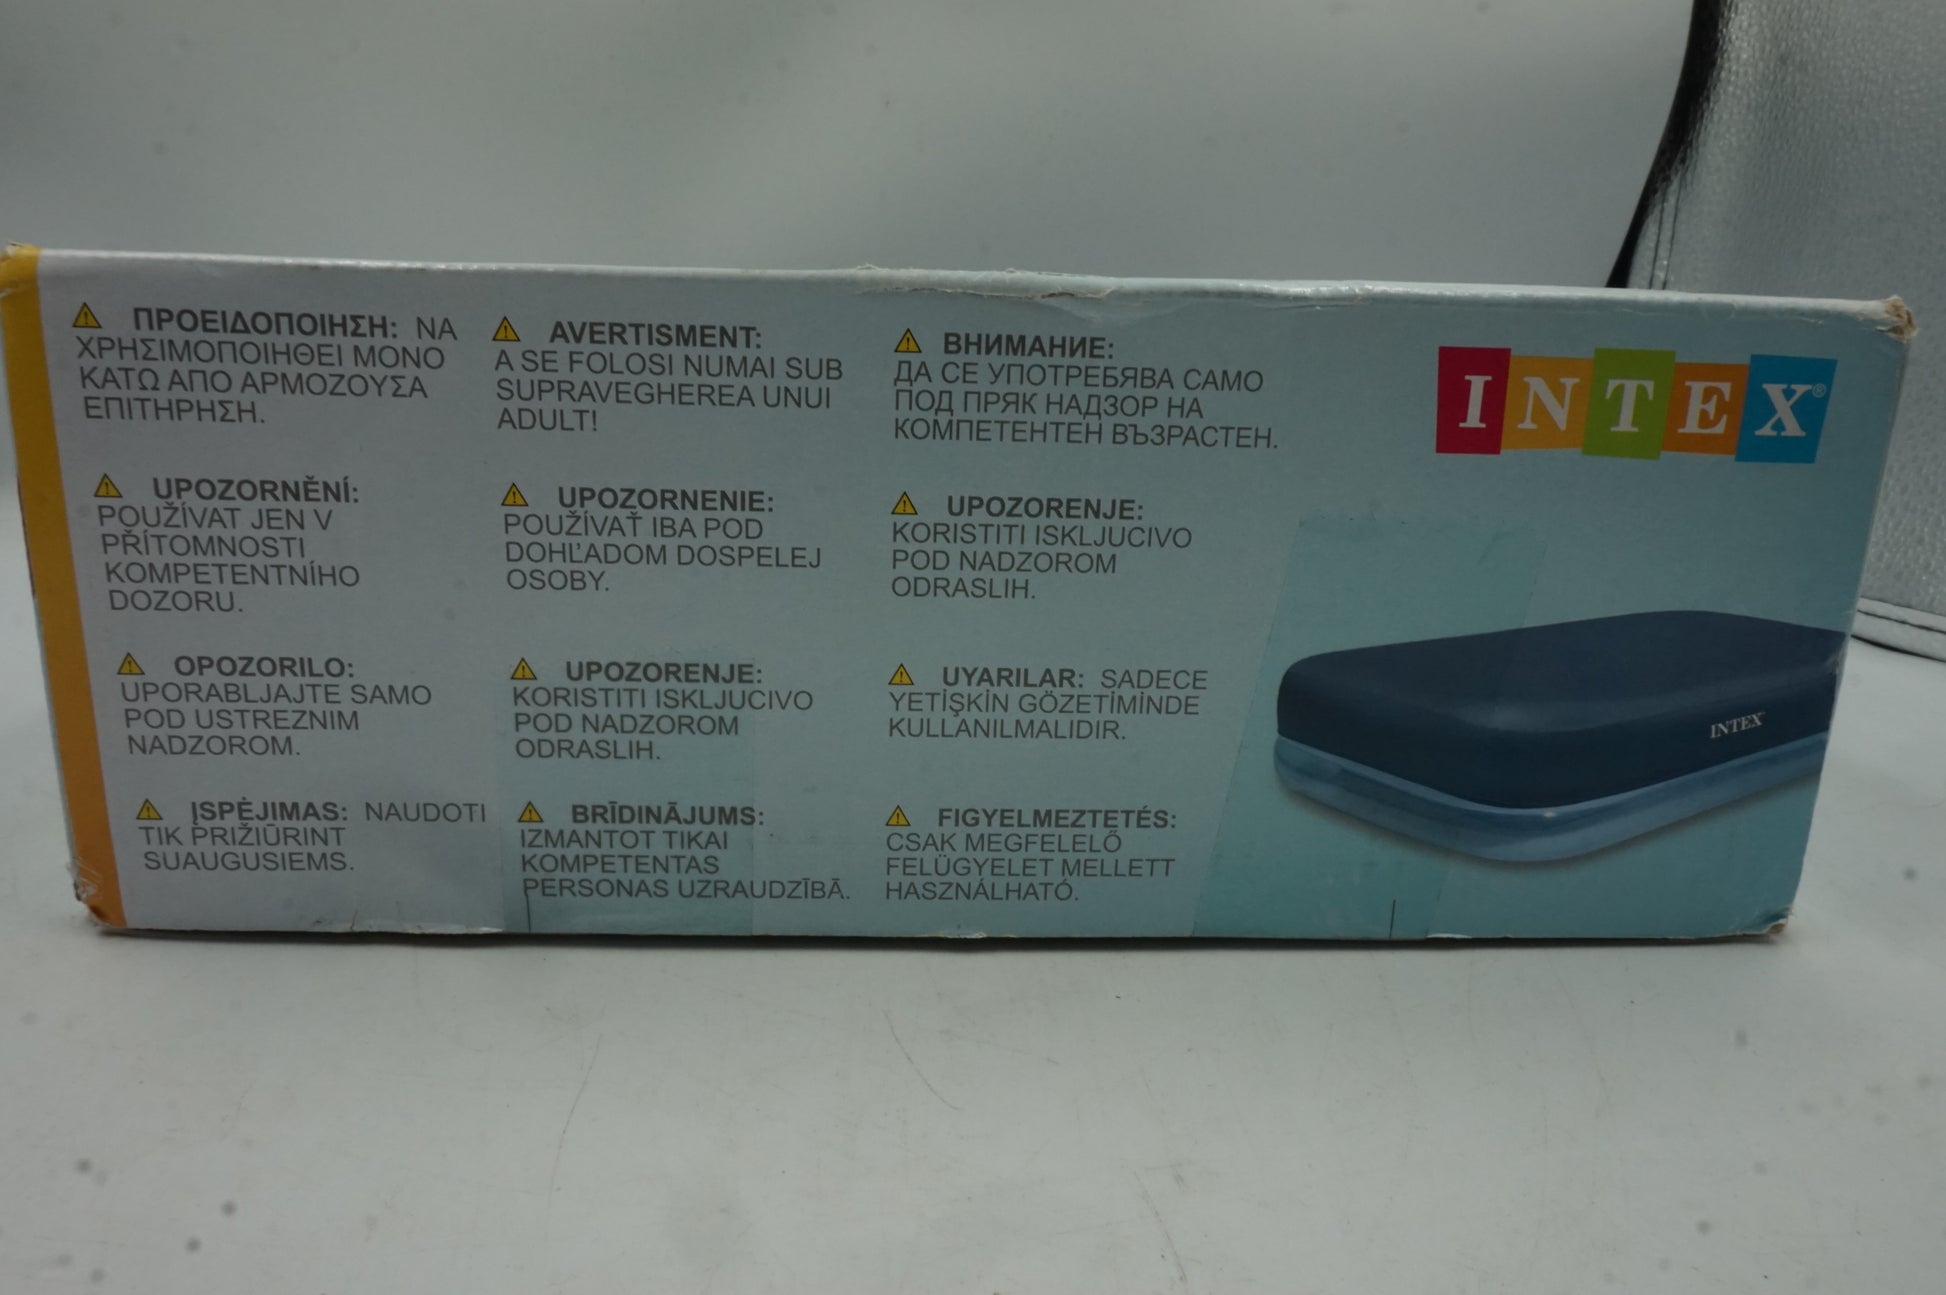 ΠΡΟΕΙΔΟΠΟΙΗΣΗ: ΝΑ
ΧΡΗΣΙΜΟΠΟΙΗΘΕΙ ΜΟΝΟ
ΚΑΤΩ ΑΠΟ ΑΡΜΟΖΟΥΣΑ
ΕΠΙΤΗΡΗΣΗ.
AVERTISMENT:
A SE FOLOSI NUMAI SUB
SUPRAVEGHEREA UNUI
ADULT!
ВНИМАНИЕ:
ДА СЕ УПОТРЕБЯВА САМО
ПОД ПРЯК НАДЗОР НА
КОМПЕТЕНТЕН ВЪЗРАСТЕН.
INTEX®
UPOZORNĚNÍ:
POUŽÍVAT JEN V
PŘÍTOMNOSTI
KOMPETENTNÍHO
DOZORU.
UPOZORNENIE:
POUŽÍVAŤ IBA POD
DOHĽADOM DOSPELEJ
OSOBY.
UPOZORENJE:
KORISTITI ISKLJUCIVO
POD NADZOROM
ODRASLIH.
OPOZORILO:
UPORABLJAJTE SAMO
POD USTREZNIM
NADZOROM.
UPOZORENJE:
KORISTITI ISKLJUCIVO
POD NADZOROM
ODRASLIH.
UYARILAR: SADECE
YETİŞKİN GÖZETİMİNDE
KULLANILMALIDIR.
INTEX
ĮSPĖJIMAS: NAUDOTI
TIK PRIŽIŪRINT
SUAUGUSIEMS.
BRĪDINĀJUMS:
IZMANTOT TIKAI
KOMPETENTAS
PERSONAS UZRAUDZĪBĀ.
FIGYELMEZTETÉS:
CSAK MEGFELELŐ
FELÜGYELET MELLETT
HASZNÁLHATÓ.